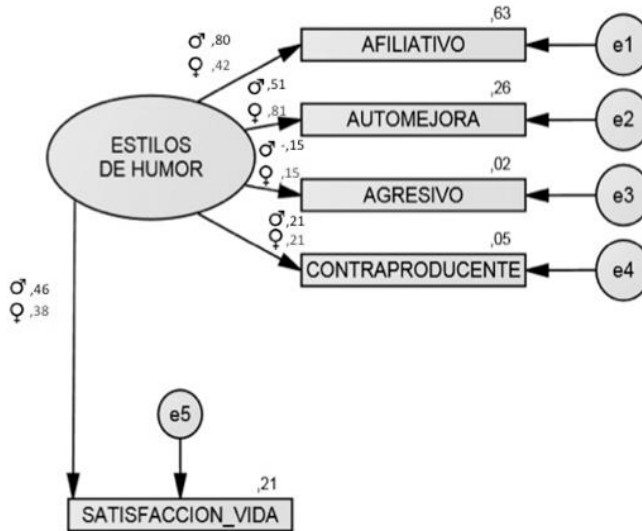 ,63
♂ ,80
♀ ,42
AFILIATIVO
e1
♂ ,51
♀ ,81
,26
AUTOMEJORA
e2
ESTILOS
DE HUMOR
♂ -,15
♀ ,15
,02
AGRESIVO
e3
♂ ,21
♀ ,21
,05
CONTRAPRODUCENTE
e4
♂ ,46
♀ ,38
e5
,21
SATISFACCION_VIDA